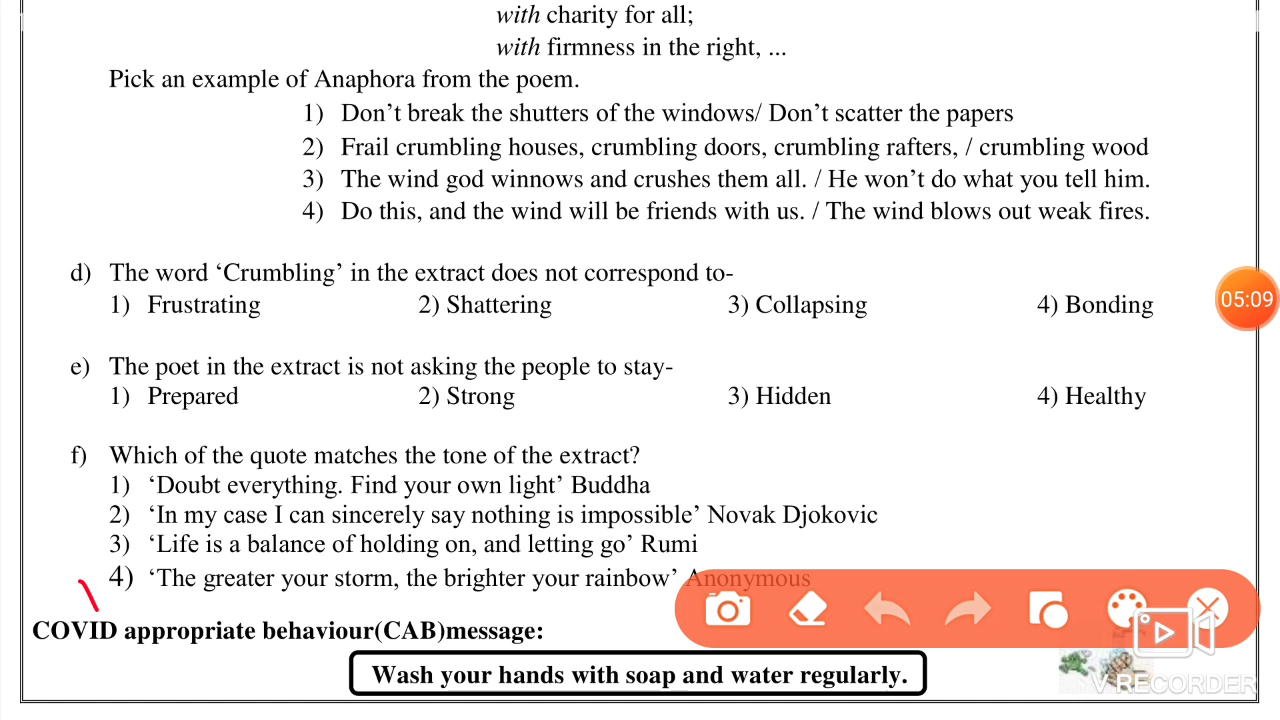 with charity for all;
with firmness in the right, ...
Pick an example of Anaphora from the poem.
1) Don’t break the shutters of the windows/ Don’t scatter the papers
2) Frail crumbling houses, crumbling doors, crumbling rafters, / crumbling wood
3) The wind god winnows and crushes them all. / He won’t do what you tell him.
4) Do this, and the wind will be friends with us. / The wind blows out weak fires.
d) The word ‘Crumbling’ in the extract does not correspond to-
1) Frustrating 2) Shattering 3) Collapsing 4) Bonding
05:09
e) The poet in the extract is not asking the people to stay-
1) Prepared 2) Strong 3) Hidden 4) Healthy
f) Which of the quote matches the tone of the extract?
1) ‘Doubt everything. Find your own light’ Buddha
2) ‘In my case I can sincerely say nothing is impossible’ Novak Djokovic
3) ‘Life is a balance of holding on, and letting go’ Rumi
4) ‘The greater your storm, the brighter your rainbow’ Anonymous
COVID appropriate behaviour(CAB)message:
Wash your hands with soap and water regularly.
V RECORDER